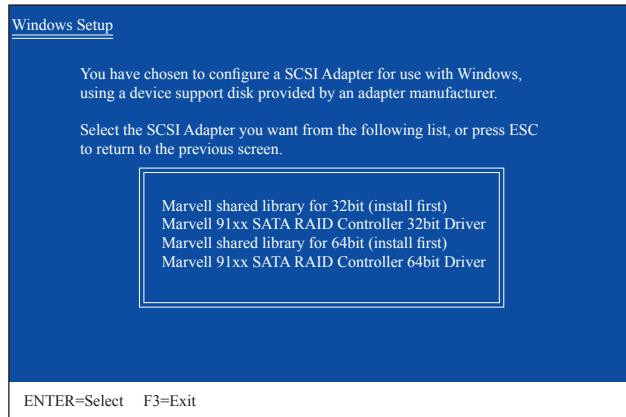 Windows Setup
You have chosen to configure a SCSI Adapter for use with Windows,
using a device support disk provided by an adapter manufacturer.
Select the SCSI Adapter you want from the following list, or press ESC
to return to the previous screen.
Marvell shared library for 32bit (install first)
Marvell 91xx SATA RAID Controller 32bit Driver
Marvell shared library for 64bit (install first)
Marvell 91xx SATA RAID Controller 64bit Driver
ENTER=Select F3=Exit